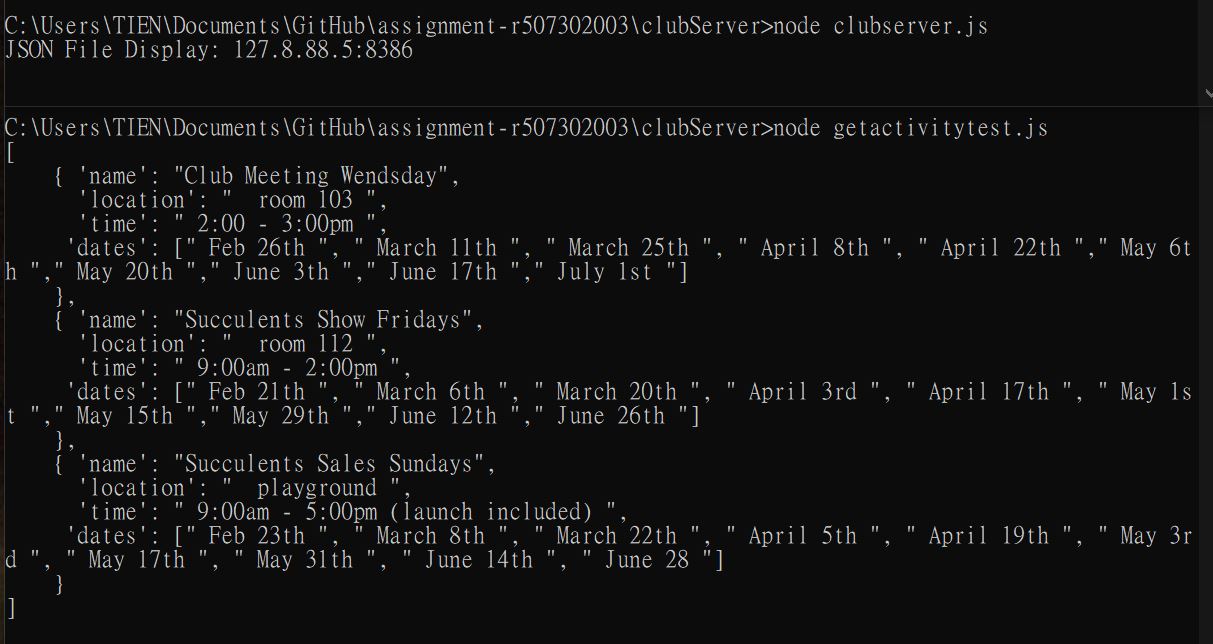 C:\Users\TIEN\Documents\GitHub\assignment-r507302003\clubServer>node clubserver.js
JSON File Display: 127.8.88.5:8386
C:\Users\TIEN\Documents\GitHub\assignment-r507302003\clubServer>node getactivitytest.js
[
    { 'name': "Club Meeting Wendsday",
      'location': "  room 103 ",
      'time': " 2:00 - 3:00pm ",
     'dates': [" Feb 26th ", " March 11th ", " March 25th ", " April 8th ", " April 22th "," May 6t
h "," May 20th "," June 3th "," June 17th "," July 1st "]
    },
    { 'name': "Succulents Show Fridays",
      'location': "  room 112 ",
      'time': " 9:00am - 2:00pm ",
     'dates': [" Feb 21th ", " March 6th ", " March 20th ", " April 3rd ", " April 17th ", " May 1s
t "," May 15th "," May 29th "," June 12th "," June 26th "]
    },
    { 'name': "Succulents Sales Sundays",
      'location': "  playground ",
      'time': " 9:00am - 5:00pm (launch included) ",
     'dates': [" Feb 23th ", " March 8th ", " March 22th ", " April 5th ", " April 19th ", " May 3r
d ", " May 17th ", " May 31th ", " June 14th ", " June 28 "]
    }
]